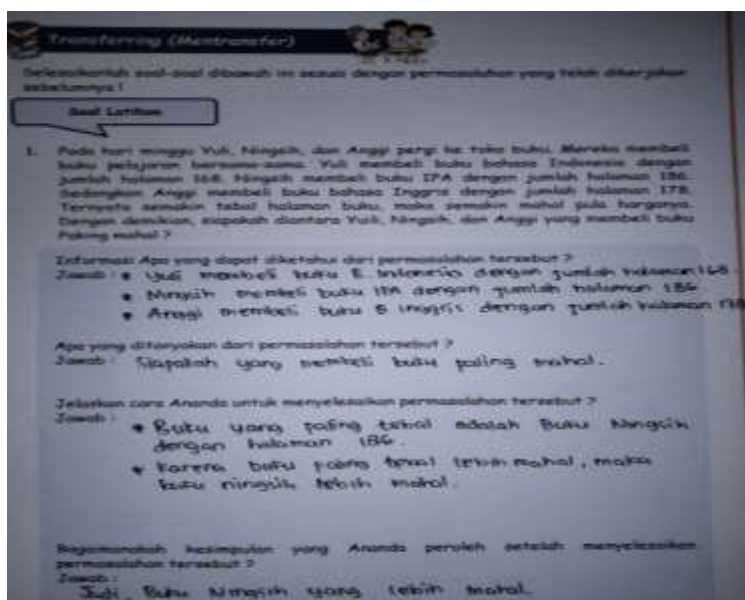 Transferring (Mentransfer)
Selesaikanlah soal-soal dibawah ini sesuai dengan permasalahan yang telah dikerjakan
sebelumnya !
Soal Latihan
1. Pada hari minggu Yuli, Ningsih, dan Anggi pergi ke toko buku. Mereka membeli
buku pelajaran bersama-sama. Yuli membeli buku bahasa Indonesia dengan
jumlah halaman 168. Ningsih membeli buku IPA dengan jumlah halaman 186.
Sedangkan Anggi membeli buku bahasa Inggris dengan jumlah halaman 178.
Ternyata semakin tebal halaman buku, maka semakin mahal pula harganya.
Dengan demikian, siapakah diantara Yuli, Ningsih, dan Anggi yang membeli buku
Paling mahal ?
Informasi Apa yang dapat diketahui dari permasalahan tersebut ?
Jawab : • Yuli membeli buku B. Indonesia dengan jumlah halaman 168.
• Ningsih membeli buku IPA dengan jumlah halaman 186.
• Anggi membeli buku B Inggris dengan jumlah halaman
Apa yang ditanyakan dari permasalahan tersebut ?
Jawab : Siapakah yang membeli buku paling mahal.
Jelaskan cara Ananda untuk menyelesaikan permasalahan tersebut ?
Jawab :
• Buku yang paling tebal adalah Buku Ningsih
dengan halaman 186.
• Karena buku paling tebal lebih mahal, maka
buku ningsih lebih mahal.
Bagaimanakah kesimpulan yang Ananda peroleh setelah menyelesaikan
permasalahan tersebut ?
Jawab :
Jadi, Buku Ningsih yang lebih mahal.